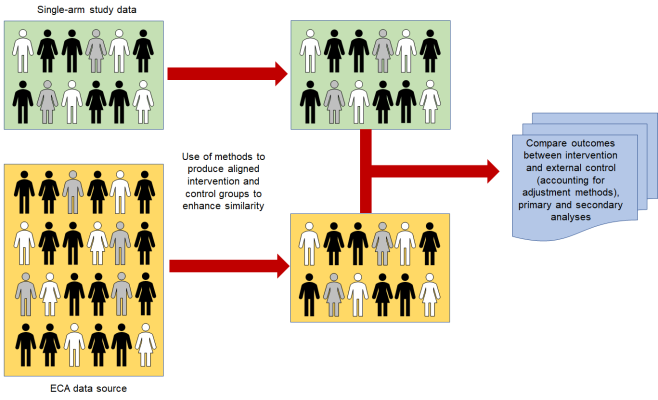 Single-arm study data
Use of methods to
produce aligned
intervention and
control groups to
enhance similarity
Compare outcomes
between intervention
and external control
(accounting for
adjustment methods),
primary and secondary
analyses
ECA data source